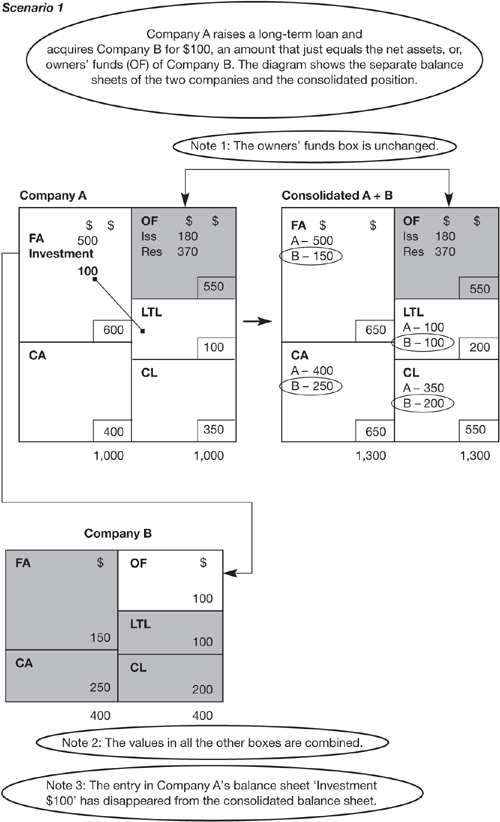 Scenario 1
Company A raises a long-term loan and
acquires Company B for $100, an amount that just equals the net assets, or,
owners' funds (OF) of Company B. The diagram shows the separate balance
sheets of the two companies and the consolidated position.
Note 1: The owners' funds box is unchanged.
Company A
$ $
FA 500
Investment
100
600
CA
400
1,000
OF $ $
Iss 180
Res 370
550
LTL
100
CL
350
1,000
Consolidated A + B
FA $ $
A – 500
B – 150
650
CA
A – 400
B – 250
650
1,300
OF $ $
Iss 180
Res 370
550
LTL
A – 100
B – 100
200
CL
A – 350
B – 200
550
1,300
Company B
FA $
150
CA
250
400
OF $
100
LTL
100
CL
200
400
Note 2: The values in all the other boxes are combined.
Note 3: The entry in Company A's balance sheet 'Investment
$100' has disappeared from the consolidated balance sheet.